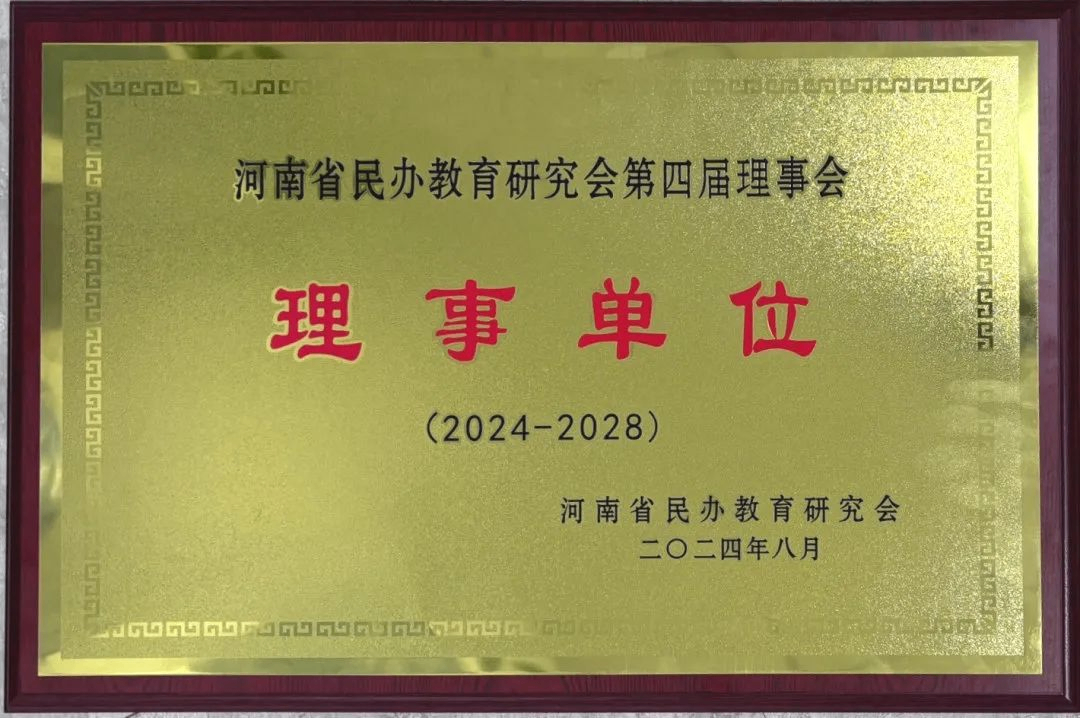 河南省民办教育研究会第四届理事会
理事单位
(2024-2028)
河南省民办教育研究会
二〇二四年八月